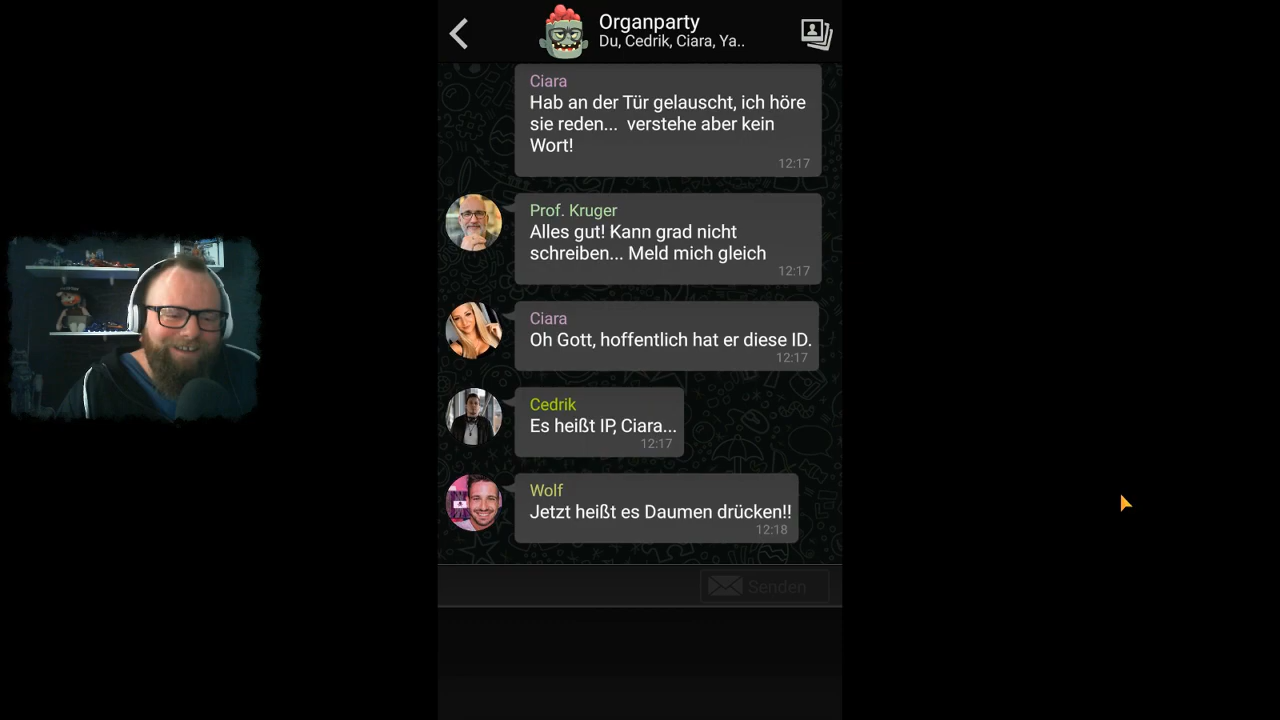 Organparty
Du, Cedrik, Ciara, Ya..
Ciara
Hab an der Tür gelauscht, ich höre
sie reden... verstehe aber kein
Wort!
12:17
Prof. Kruger
Alles gut! Kann grad nicht
schreiben... Meld mich gleich
12:17
Ciara
Oh Gott, hoffentlich hat er diese ID.
12:17
Cedrik
Es heißt IP, Ciara...
12:17
Wolf
Jetzt heißt es Daumen drücken!!
12:18
Senden